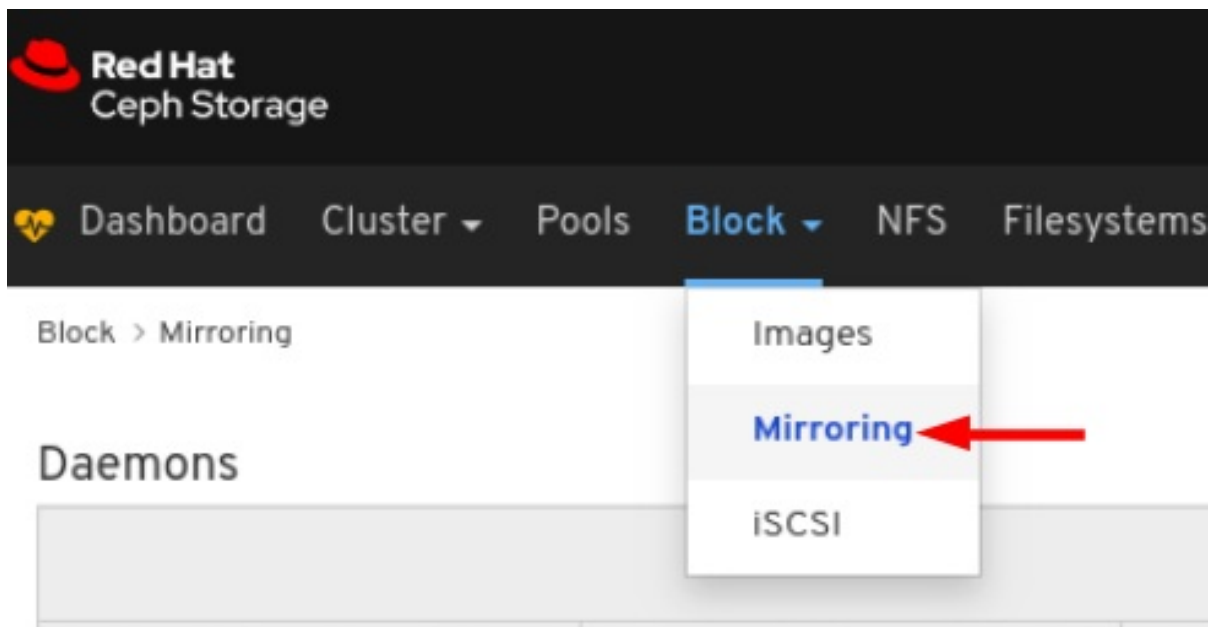 Red Hat
Ceph Storage
Dashboard Cluster Pools Block NFS Filesystems
Block > Mirroring
Images
Mirroring
iSCSI
Daemons